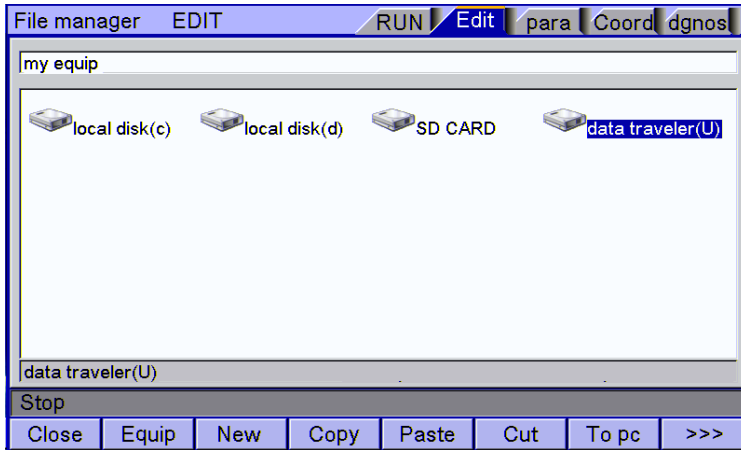 File manager EDIT RUN Edit para Coord dgnos
my equip
local disk(c) local disk(d) SD CARD data traveler(U)
data traveler(U)
Stop
Close Equip New Copy Paste Cut To pc >>>